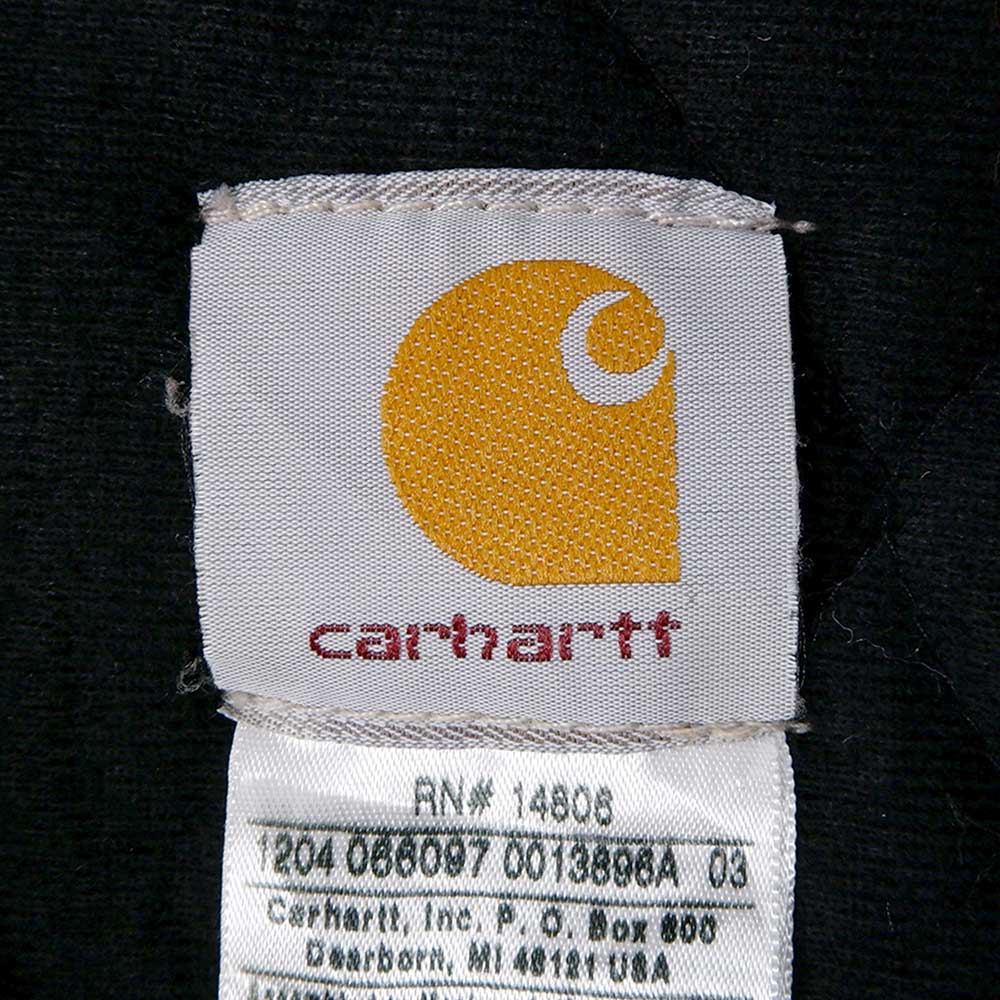 carhartt
RN# 14806
1204 066097 0013896A 03
Carhartt, Inc. P. O. Box 600
Dearborn, MI 48121 USA